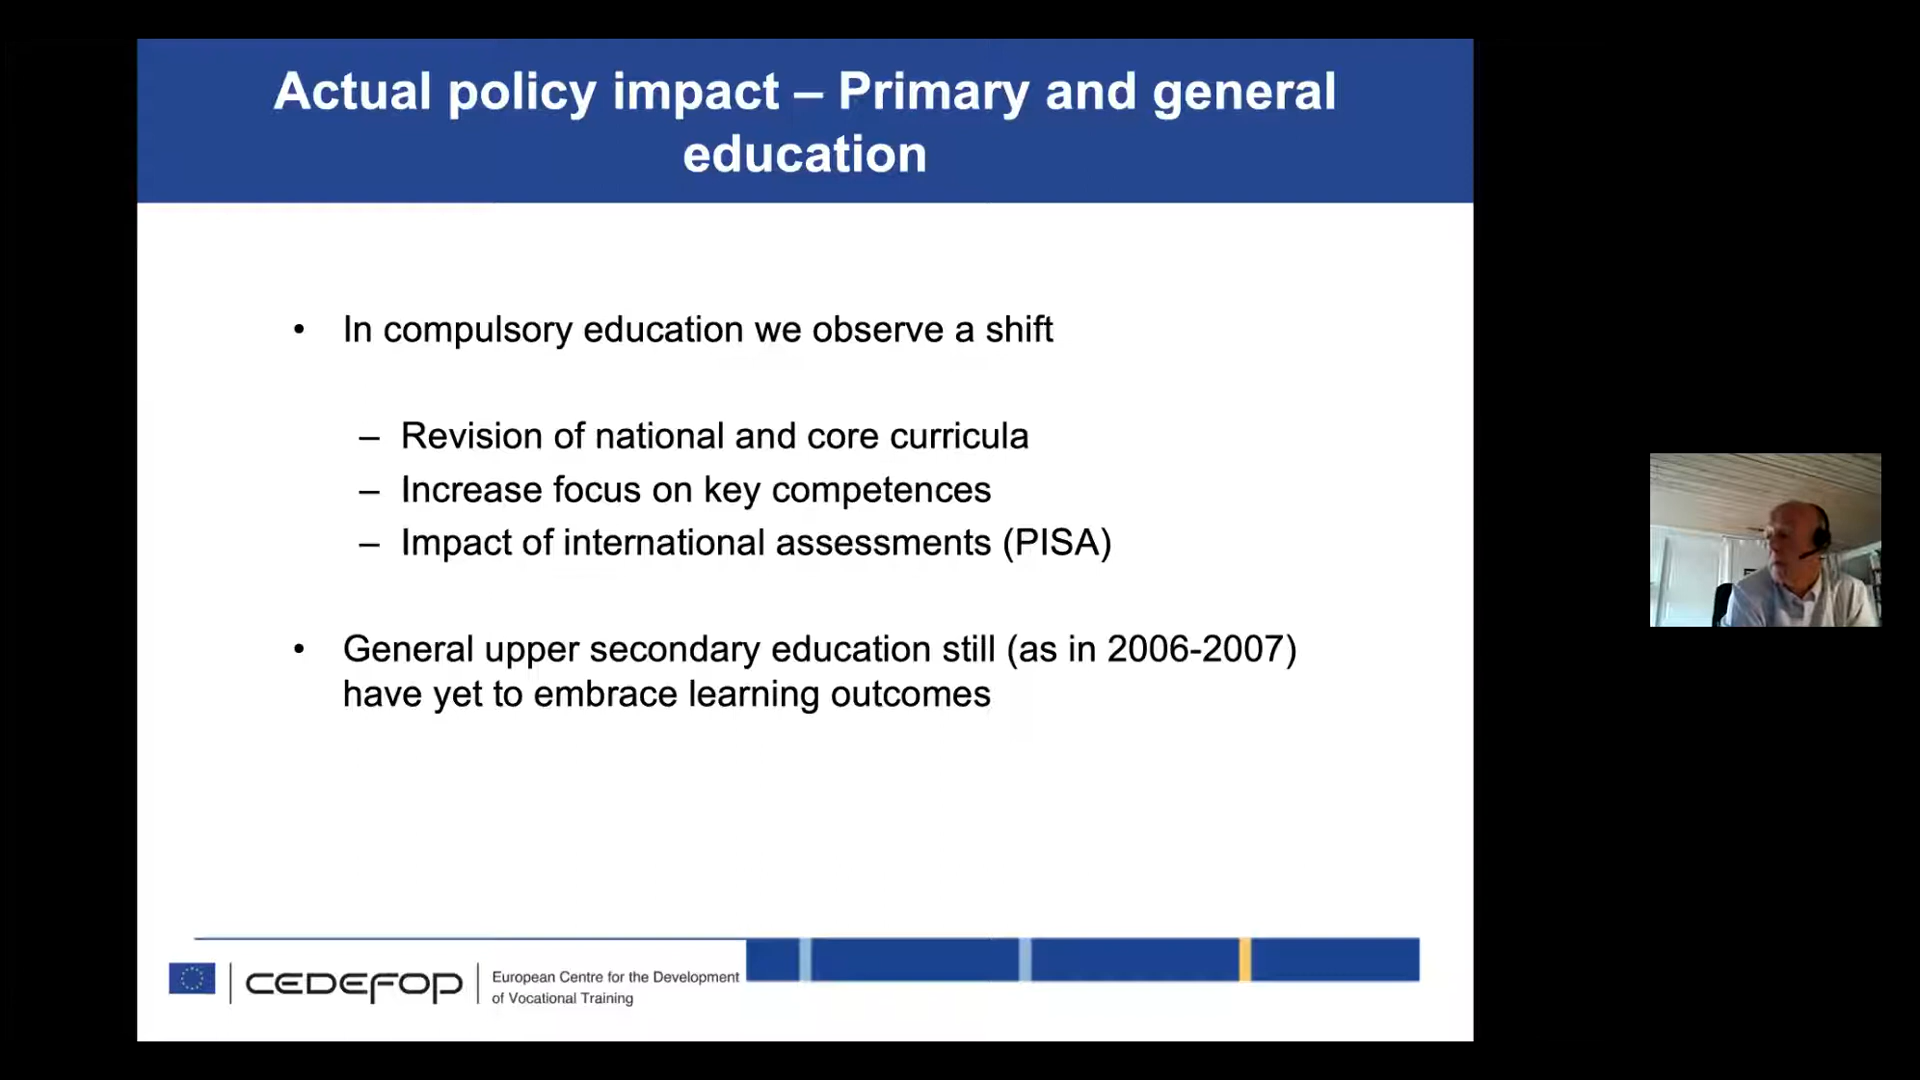 Actual policy impact – Primary and general
education
• In compulsory education we observe a shift
– Revision of national and core curricula
– Increase focus on key competences
– Impact of international assessments (PISA)
• General upper secondary education still (as in 2006-2007)
have yet to embrace learning outcomes
CEDEFOP
European Centre for the Development
of Vocational Training